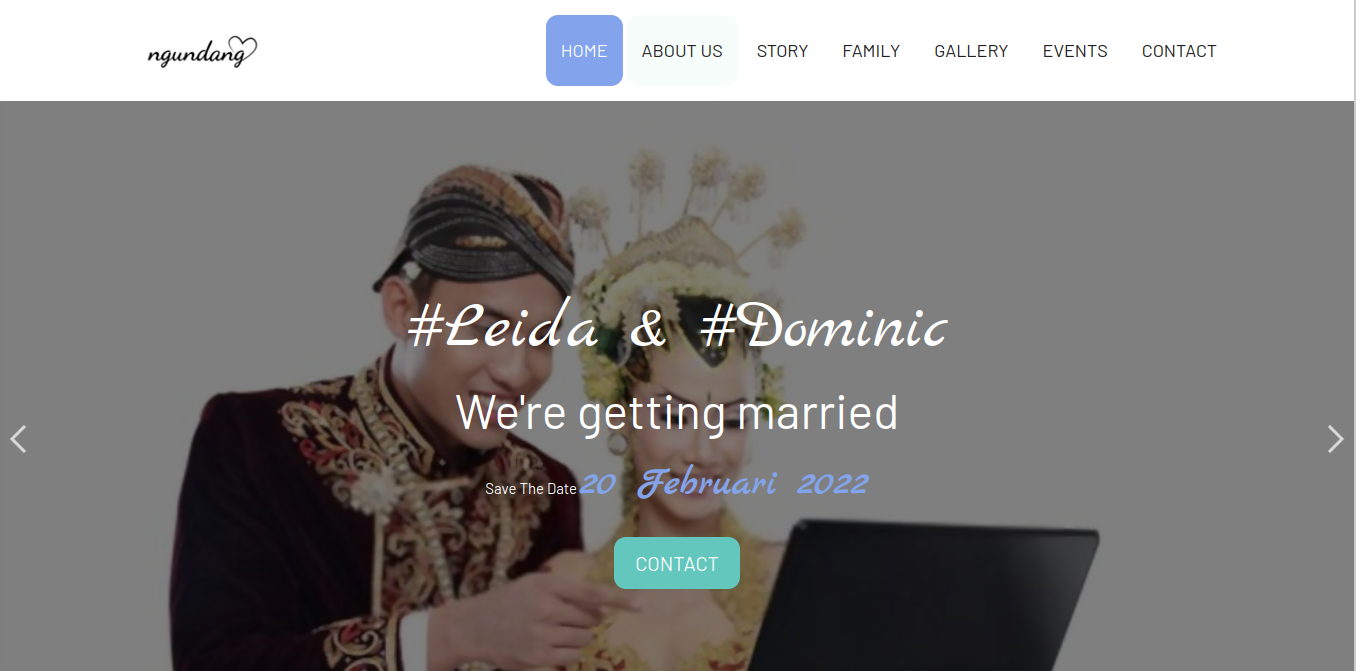 ngundang
HOME ABOUT US STORY FAMILY GALLERY EVENTS CONTACT
#Leida & #Dominic
We're getting married
Save The Date 20 Februari 2022
CONTACT